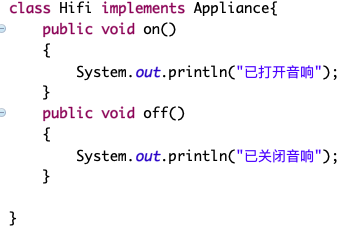 class Hifi implements Appliance{
    public void on()
    {
        System.out.println("已打开音响");
    }
    public void off()
    {
        System.out.println("已关闭音响");
    }
}